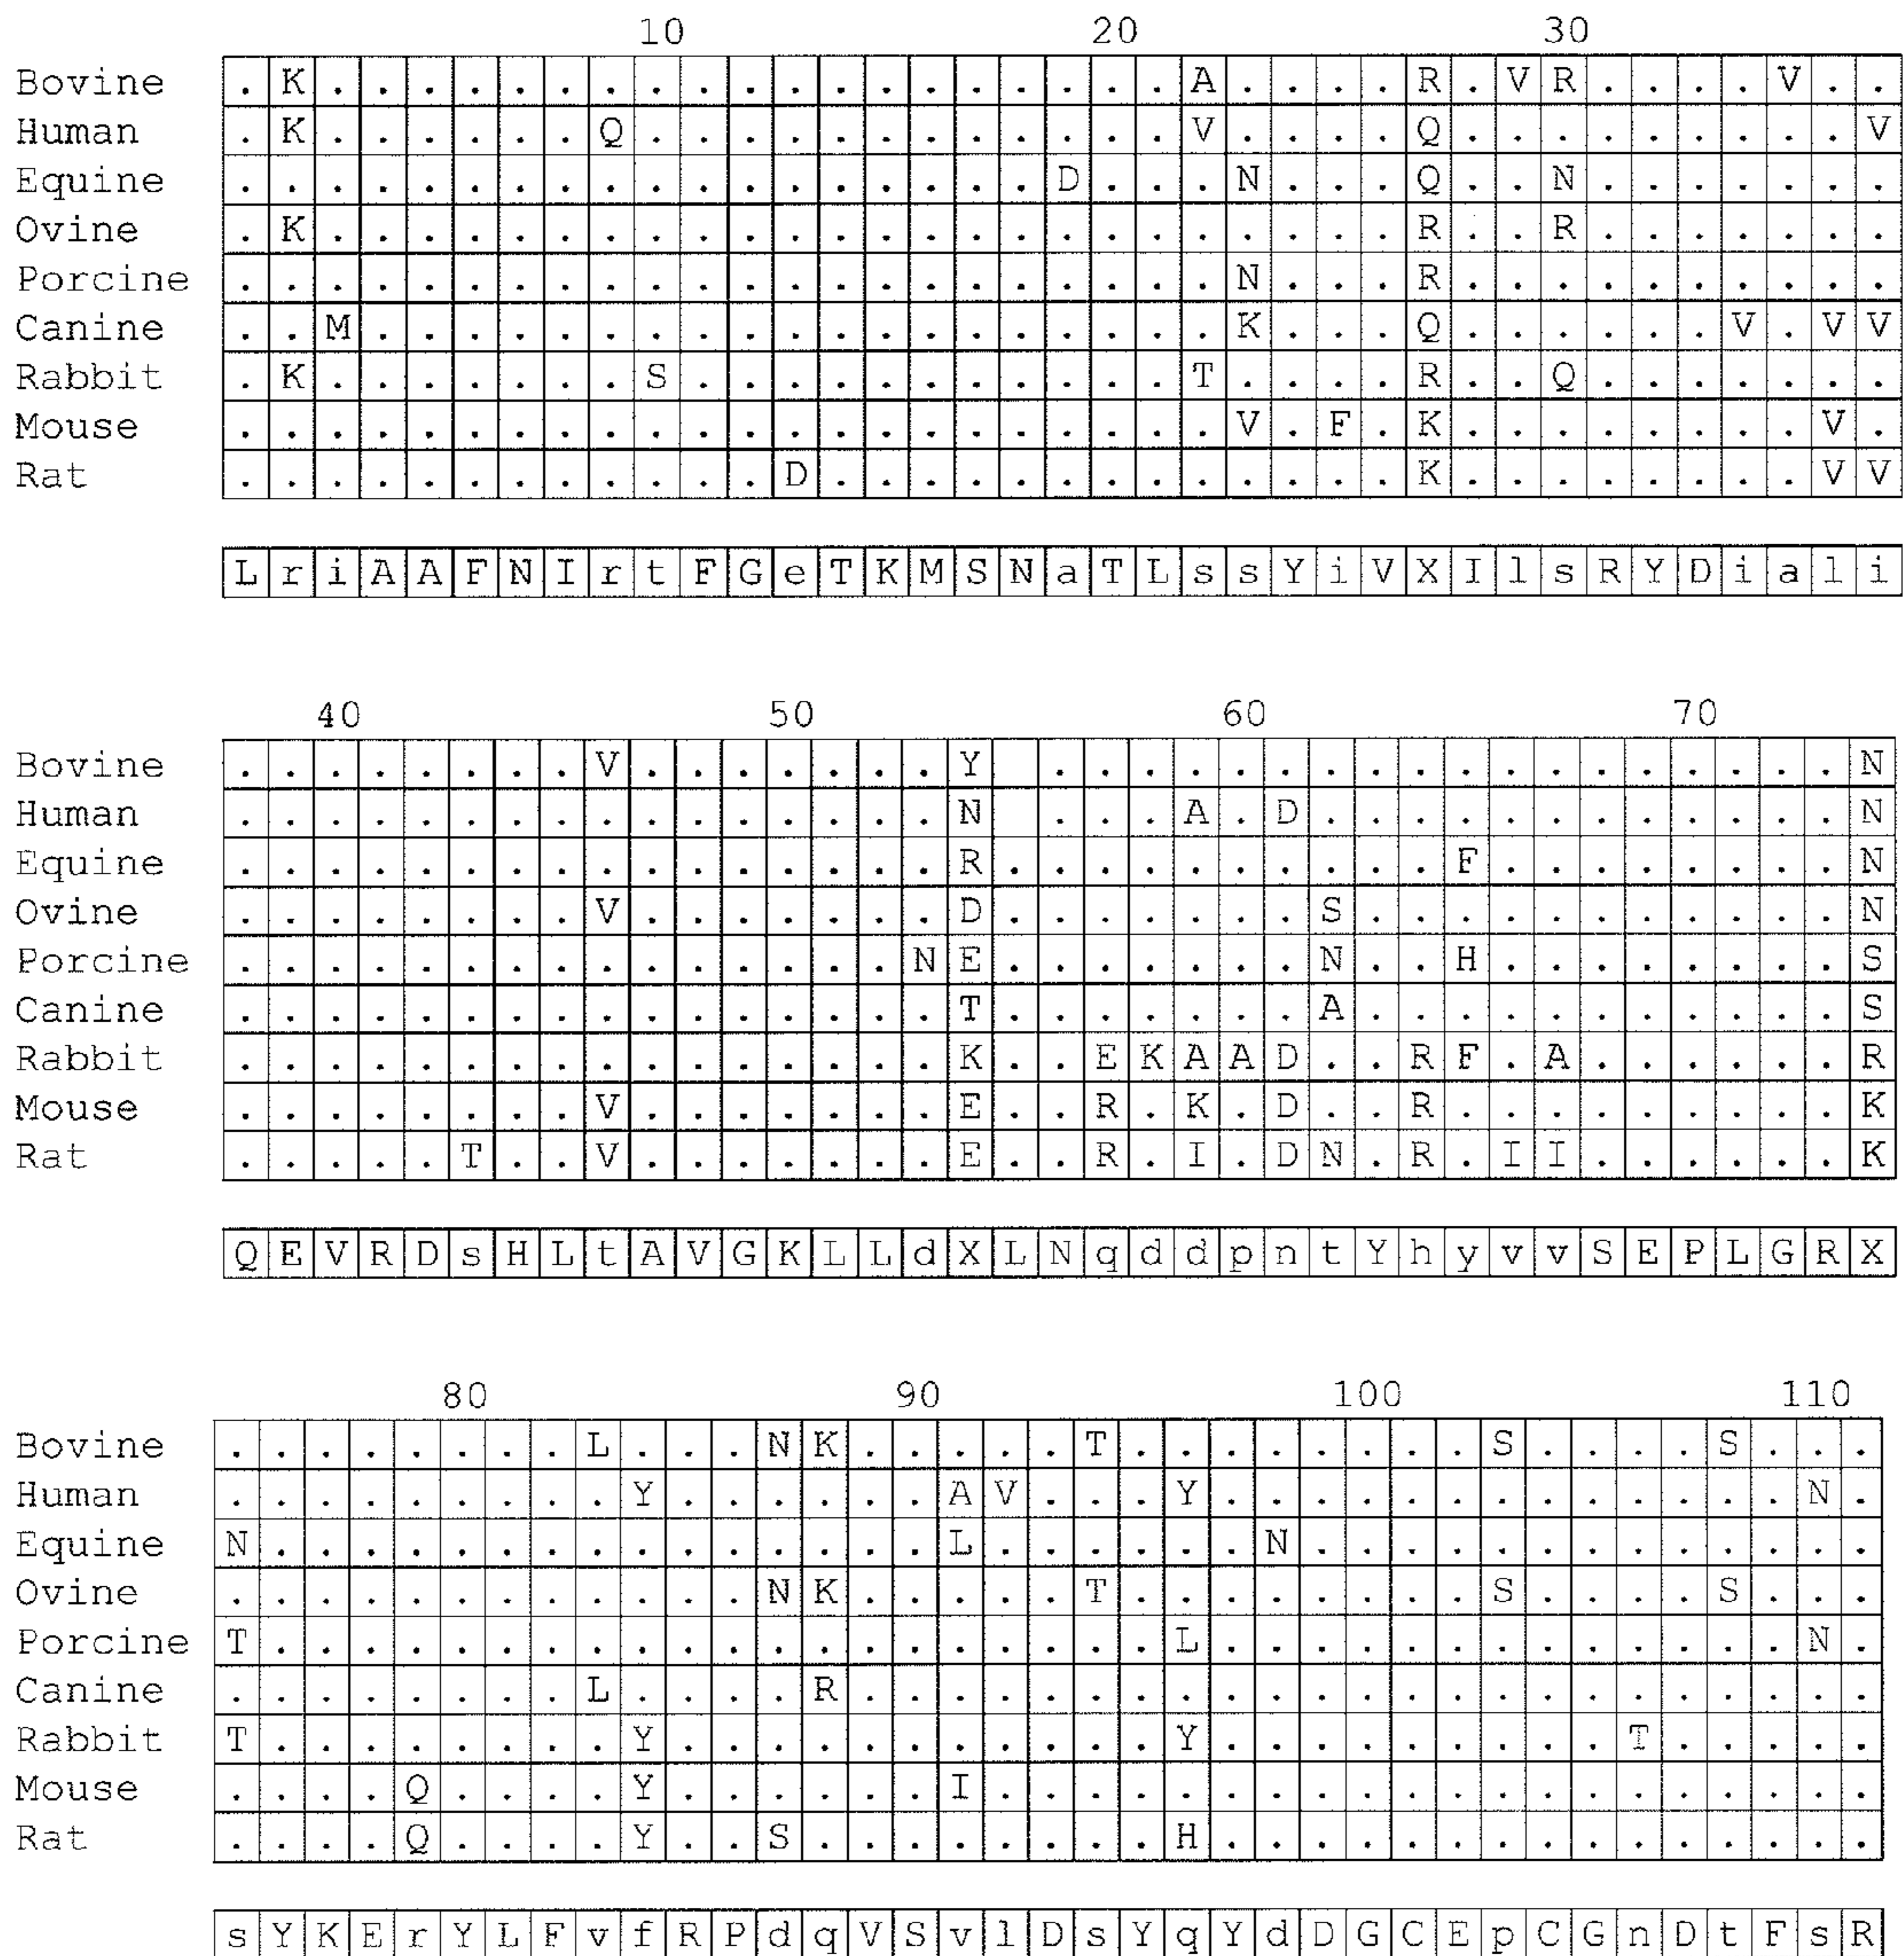 10 20 30
Bovine . K . . . . . . . . . . . . . . . . . . . A . . . . R . V R . . . . V . .
Human . K . . . . . . Q . . . . . . . . . . . . V . . . . Q . . . . . . . . . V
Equine . . . . . . . . . . . . . . . . . . D . . . N . . . Q . . N . . . . . . .
Ovine . K . . . . . . . . . . . . . . . . . . . . . . . . R . . R . . . . . . .
Porcine . . . . . . . . . . . . . . . . . . . . . . N . . . R . . . . . . . . . .
Canine . . M . . . . . . . . . . . . . . . . . . . K . . . Q . . . . . . V . V V
Rabbit . K . . . . . . . S . . . . . . . . . . . T . . . . R . . Q . . . . . . .
Mouse . . . . . . . . . . . . . . . . . . . . . . V . F . K . . . . . . . . V .
Rat . . . . . . . . . . . . D . . . . . . . . . . . . . K . . . . . . . . V V
L r i A A F N I r t F G e T K M S N a T L s s Y i V X I l s R Y D i a l i
40 50 60 70
Bovine . . . . . . . . V . . . . . . . Y . . . . . . . . . . . . . . . . . . N
Human . . . . . . . . . . . . . . . . N . . . A . D . . . . . . . . . . . . N
Equine . . . . . . . . . . . . . . . . R . . . . . . . . . . F . . . . . . . . N
Ovine . . . . . . . . V . . . . . . . D . . . . . . . S . . . . . . . . . . . N
Porcine . . . . . . . . . . . . . . . N E . . . . . . . N . . H . . . . . . . . S
Canine . . . . . . . . . . . . . . . . T . . . . . . . A . . . . . . . . . . . S
Rabbit . . . . . . . . . . . . . . . . K . . E K A A D . . R F . A . . . . . . R
Mouse . . . . . . . . V . . . . . . . E . . R . K . D . . R . . . . . . . . . K
Rat . . . . . T . . V . . . . . . . E . . R . I . D N . R . I I . . . . . . K
Q E V R D s H L t A V G K L L d X L N q d d p n t Y h y v v S E P L G R X
80 90 100 110
Bovine . . . . . . . . L . . . N K . . . . . T . . . . . . . . S . . . . S . . .
Human . . . . . . . . . Y . . . . . . A V . . . Y . . . . . . . . . . . . . N .
Equine N . . . . . . . . . . . . . . . L . . . . . . N . . . . . . . . . . . . .
Ovine . . . . . . . . . . . . N K . . . . . T . . . . . . . . S . . . . S . . .
Porcine T . . . . . . . . . . . . . . . . . . . . L . . . . . . . . . . . . . N .
Canine . . . . . . . . L . . . . R . . . . . . . . . . . . . . . . . . . . . . .
Rabbit T . . . . . . . . Y . . . . . . . . . . . Y . . . . . . . . . T . . . . .
Mouse . . . . Q . . . . Y . . . . . . I . . . . . . . . . . . . . . . . . . . .
Rat . . . . Q . . . . Y . . S . . . . . . . . H . . . . . . . . . . . . . . .
s Y K E r Y L F v f R P d q V S v l D s Y q Y d D G C E p C G n D t F s R